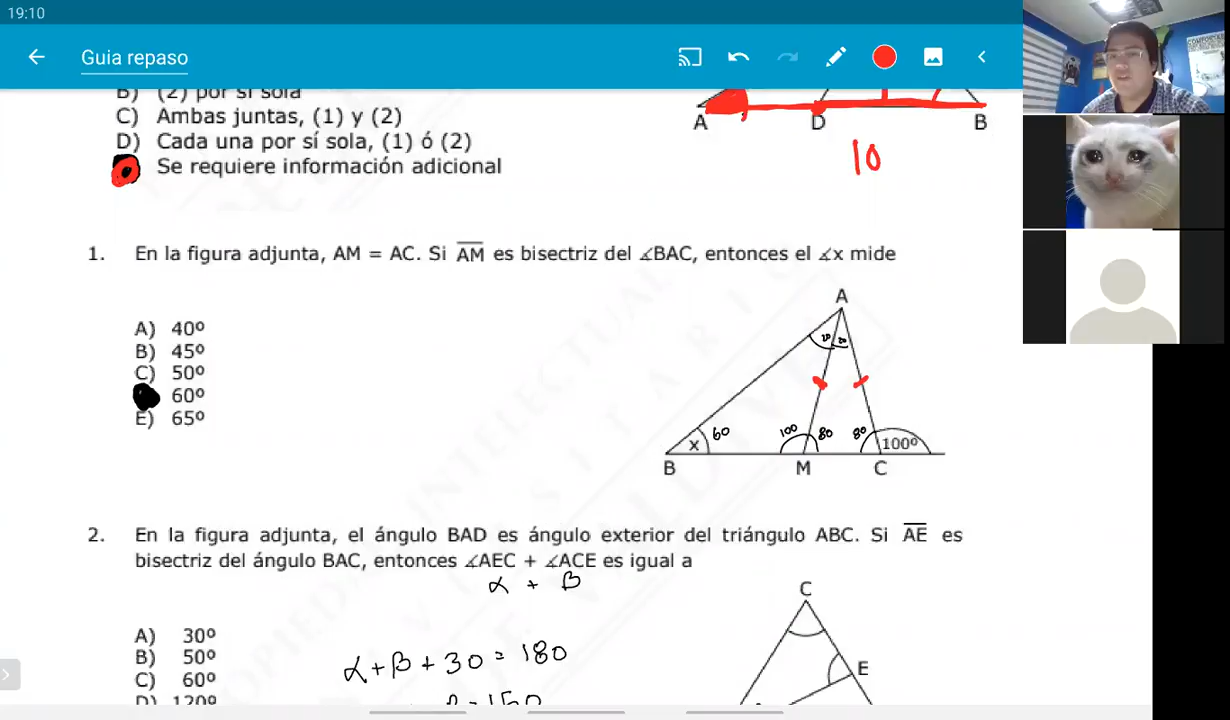 19:10
Guia repaso
B) (2) por sí sola
C) Ambas juntas, (1) y (2)
D) Cada una por sí sola, (1) ó (2)
Se requiere información adicional
A D B
10
1. En la figura adjunta, AM = AC. Si AM es bisectriz del ∡BAC, entonces el ∡x mide
A) 40º
B) 45º
C) 50º
60º
E) 65º
A
20 20
x 60 100 80 80 100º
B M C
2. En la figura adjunta, el ángulo BAD es ángulo exterior del triángulo ABC. Si AE es
bisectriz del ángulo BAC, entonces ∡AEC + ∡ACE es igual a
α + β
A) 30º
B) 50º
C) 60º
D) 120º
α + β + 30 = 180
C
E